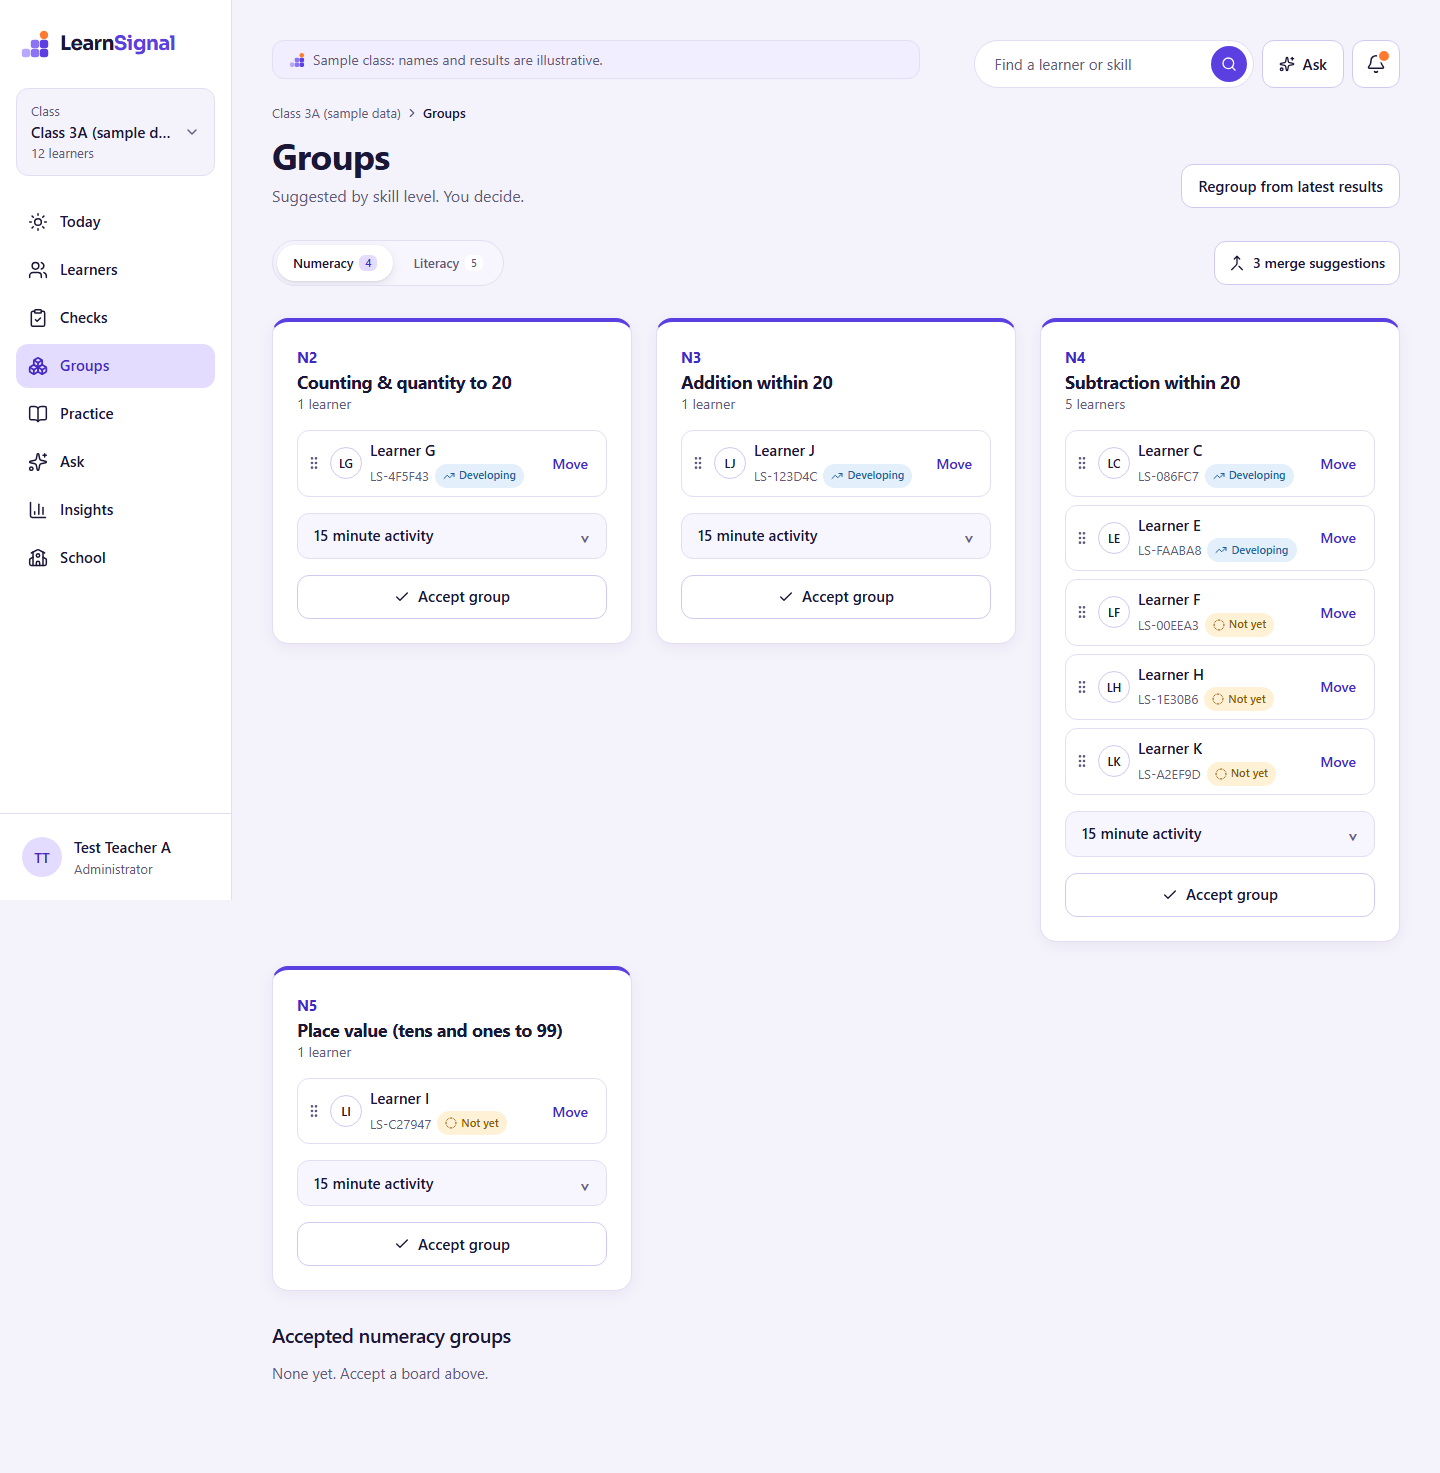 LearnSignal
Class
Class 3A (sample d...
12 learners
Today
Learners
Checks
Groups
Practice
Ask
Insights
School
TT
Test Teacher A
Administrator
Sample class: names and results are illustrative.
Find a learner or skill
Ask
Class 3A (sample data) > Groups
Groups
Suggested by skill level. You decide.
Regroup from latest results
Numeracy 4
Literacy 5
3 merge suggestions
N2
Counting & quantity to 20
1 learner
LG
Learner G
LS-4F5F43 Developing
Move
15 minute activity
Accept group
N3
Addition within 20
1 learner
LJ
Learner J
LS-123D4C Developing
Move
15 minute activity
Accept group
N4
Subtraction within 20
5 learners
LC
Learner C
LS-086FC7 Developing
Move
LE
Learner E
LS-FAABA8 Developing
Move
LF
Learner F
LS-00EEA3 Not yet
Move
LH
Learner H
LS-1E30B6 Not yet
Move
LK
Learner K
LS-A2EF9D Not yet
Move
15 minute activity
Accept group
N5
Place value (tens and ones to 99)
1 learner
LI
Learner I
LS-C27947 Not yet
Move
15 minute activity
Accept group
Accepted numeracy groups
None yet. Accept a board above.